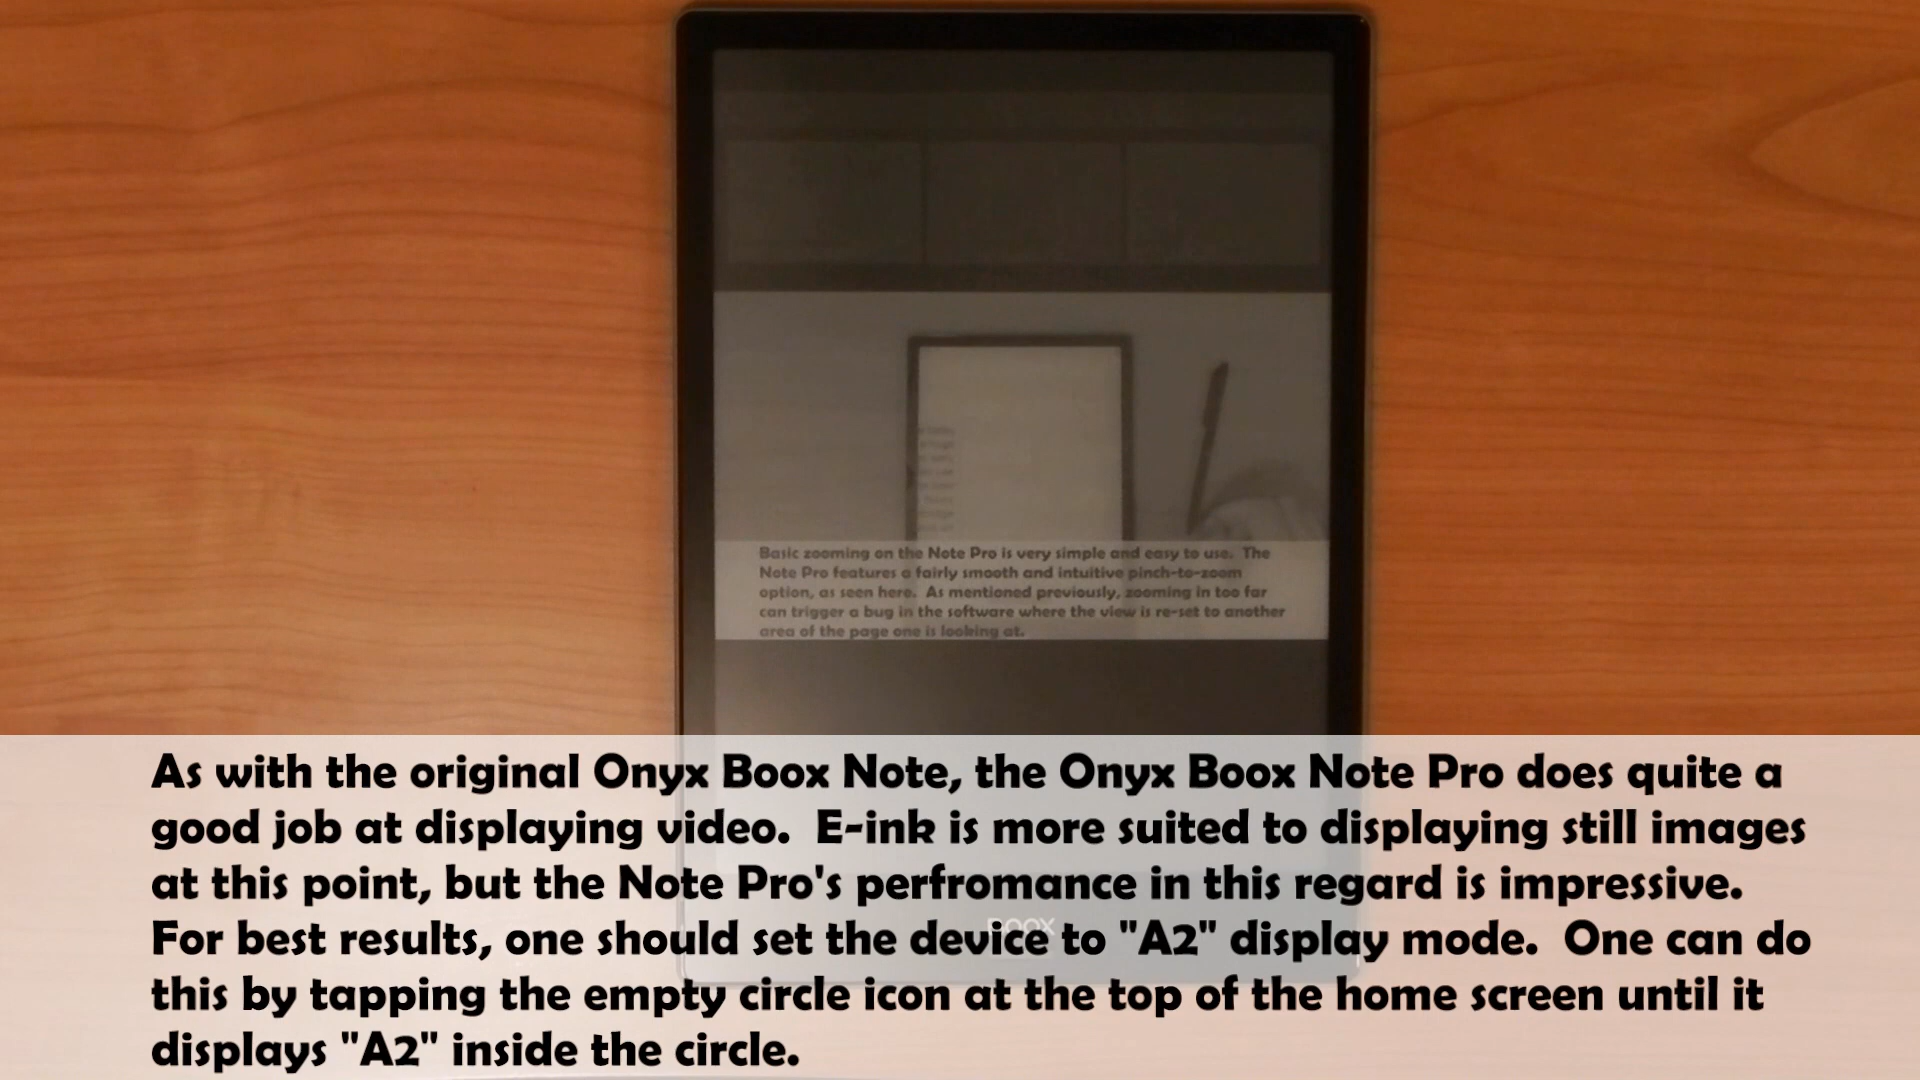 Basic zooming on the Note Pro is very simple and easy to use.  The
Note Pro features a fairly smooth and intuitive pinch-to-zoom
option, as seen here.  As mentioned previously, zooming in too far
can trigger a bug in the software where the view is re-set to another
area of the page one is looking at.
As with the original Onyx Boox Note, the Onyx Boox Note Pro does quite a
good job at displaying video.  E-ink is more suited to displaying still images
at this point, but the Note Pro's perfromance in this regard is impressive.
For best results, one should set the device to "A2" display mode.  One can do
this by tapping the empty circle icon at the top of the home screen until it
displays "A2" inside the circle.
BOOX